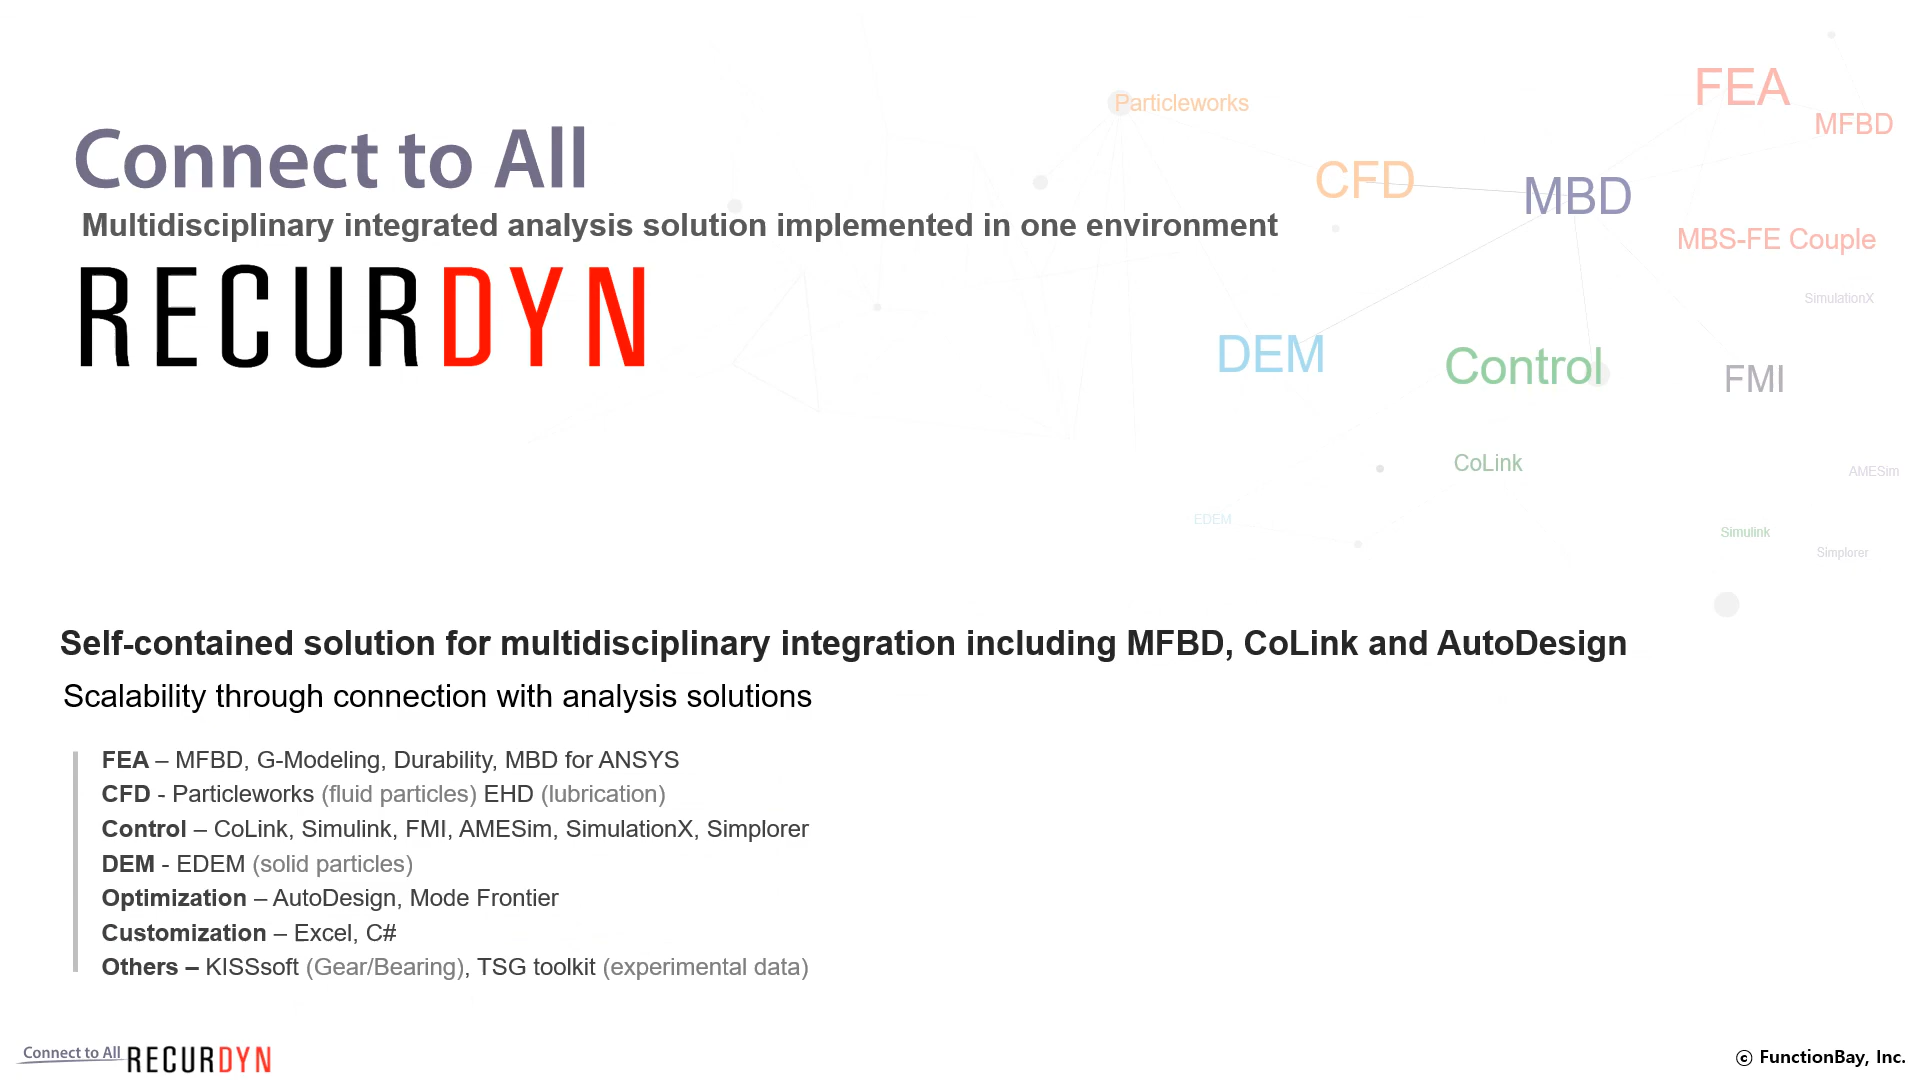 Connect to All
Multidisciplinary integrated analysis solution implemented in one environment
RECURDYN
Particleworks
FEA
MFBD
CFD
MBD
MBS-FE Couple
SimulationX
DEM
Control
FMI
CoLink
AMESim
EDEM
Simulink
Simplorer
Self-contained solution for multidisciplinary integration including MFBD, CoLink and AutoDesign
Scalability through connection with analysis solutions
FEA – MFBD, G-Modeling, Durability, MBD for ANSYS
CFD - Particleworks (fluid particles) EHD (lubrication)
Control – CoLink, Simulink, FMI, AMESim, SimulationX, Simplorer
DEM - EDEM (solid particles)
Optimization – AutoDesign, Mode Frontier
Customization – Excel, C#
Others – KISSsoft (Gear/Bearing), TSG toolkit (experimental data)
Connect to All RECURDYN
© FunctionBay, Inc.